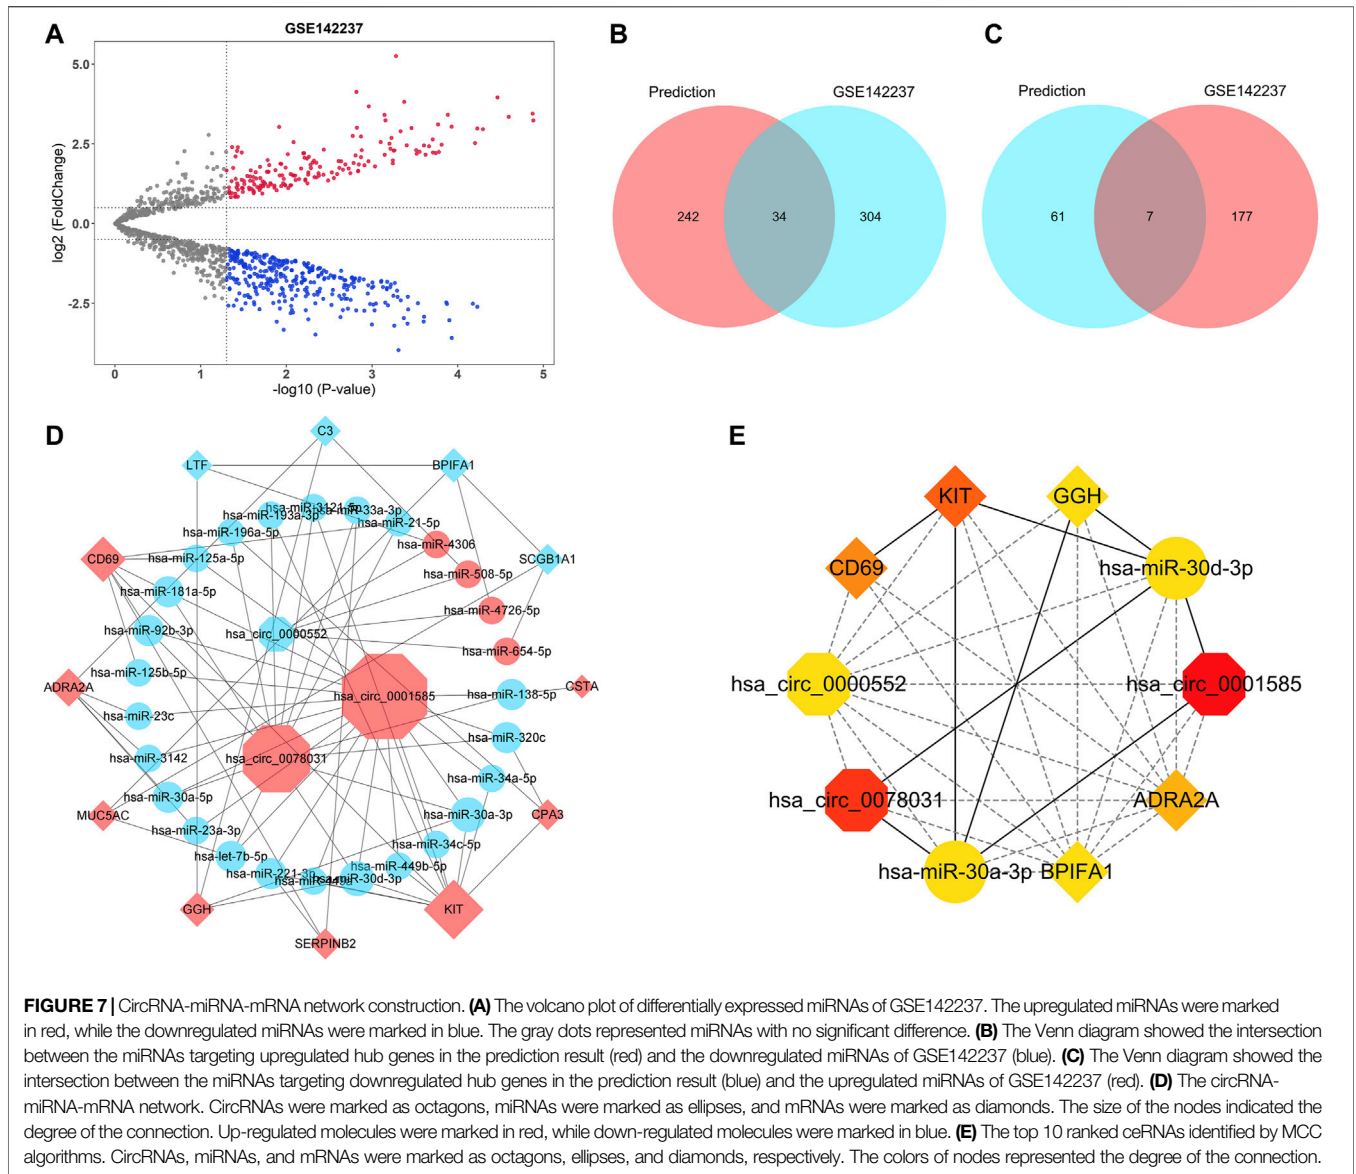 A
GSE142237
5.0
2.5
0.0
-2.5
log2 (FoldChange)
0 1 2 3 4 5
-log10 (P-value)
B
Prediction GSE142237
242 34 304
C
Prediction GSE142237
61 7 177
D
C3
LTF
BPIFA1
hsa-miR-3121-5p
hsa-miR-33a-3p
hsa-miR-193a-3p
hsa-miR-21-5p
hsa-miR-196a-5p
hsa-miR-4306
CD69
hsa-miR-125a-5p
SCGB1A1
hsa-miR-508-5p
hsa-miR-181a-5p
hsa-miR-4726-5p
hsa-miR-92b-3p
hsa_circ_0000552
hsa-miR-654-5p
hsa-miR-125b-5p
ADRA2A
CSTA
hsa_circ_0001585
hsa-miR-138-5p
hsa-miR-23c
hsa-miR-320c
hsa-miR-3142
hsa_circ_0078031
hsa-miR-34a-5p
hsa-miR-30a-5p
MUC5AC
hsa-miR-30a-3p
CPA3
hsa-miR-23a-3p
hsa-miR-34c-5p
hsa-let-7b-5p
hsa-miR-449b-5p
hsa-miR-221-3p
hsa-miR-30d-3p
GGH
KIT
SERPINB2
E
KIT
GGH
CD69
hsa-miR-30d-3p
hsa_circ_0000552
hsa_circ_0001585
hsa_circ_0078031
ADRA2A
hsa-miR-30a-3p
BPIFA1
FIGURE 7 | CircRNA-miRNA-mRNA network construction. (A) The volcano plot of differentially expressed miRNAs of GSE142237. The upregulated miRNAs were marked
in red, while the downregulated miRNAs were marked in blue. The gray dots represented miRNAs with no significant difference. (B) The Venn diagram showed the intersection
between the miRNAs targeting upregulated hub genes in the prediction result (red) and the downregulated miRNAs of GSE142237 (blue). (C) The Venn diagram showed the
intersection between the miRNAs targeting downregulated hub genes in the prediction result (blue) and the upregulated miRNAs of GSE142237 (red). (D) The circRNA-
miRNA-mRNA network. CircRNAs were marked as octagons, miRNAs were marked as ellipses, and mRNAs were marked as diamonds. The size of the nodes indicated the
degree of the connection. Up-regulated molecules were marked in red, while down-regulated molecules were marked in blue. (E) The top 10 ranked ceRNAs identified by MCC
algorithms. CircRNAs, miRNAs, and mRNAs were marked as octagons, ellipses, and diamonds, respectively. The colors of nodes represented the degree of the connection.